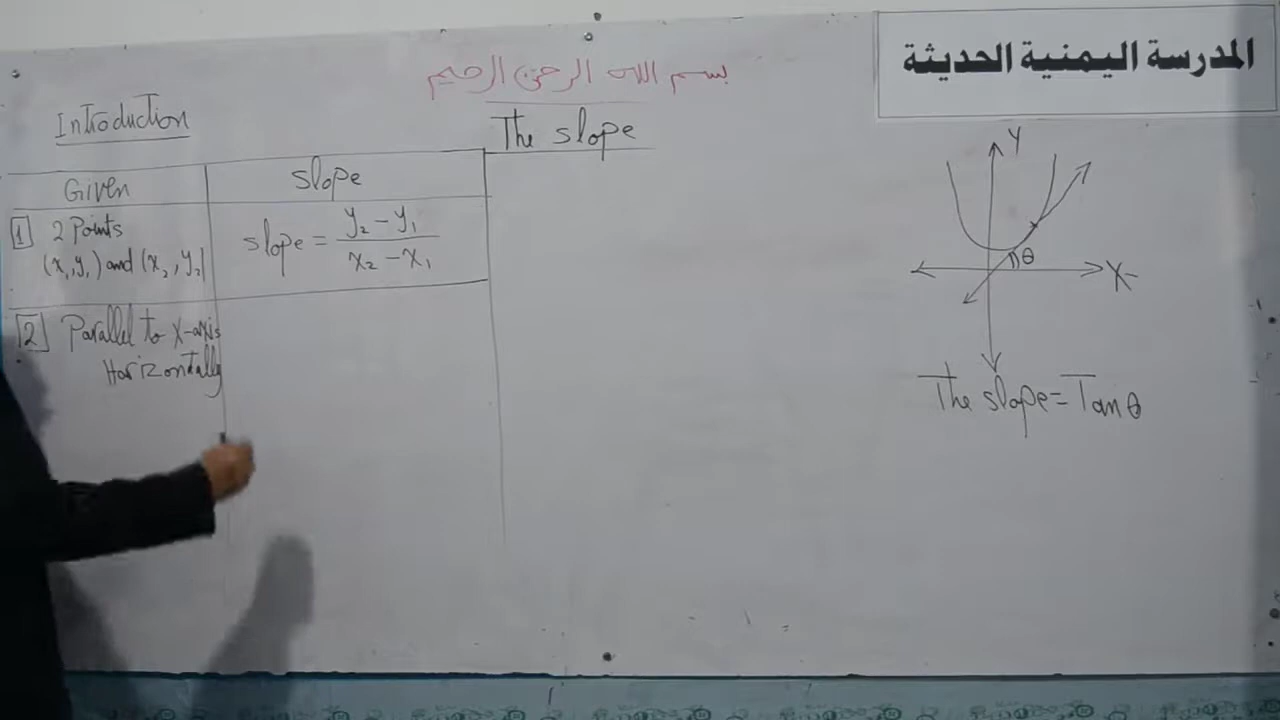 المدرسة اليمنية الحديثة
بسم الله الرحمن الرحيم
The slope
Introduction
Given
slope
1 2 Points
(x₁,y₁) and (x₂,y₂)
slope = (y₂ - y₁)/(x₂ - x₁)
2 Parallel to X-axis
Horizontally
Y
θ
X
The slope = Tan θ